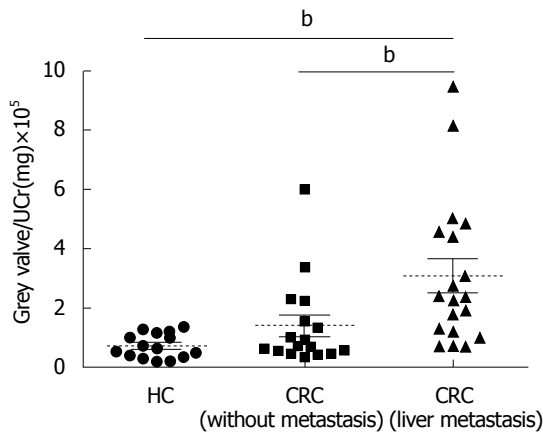 b
b
Grey valve/UCr(mg)×10⁵
10
8
6
4
2
0
HC
CRC
(without metastasis)
CRC
(liver metastasis)